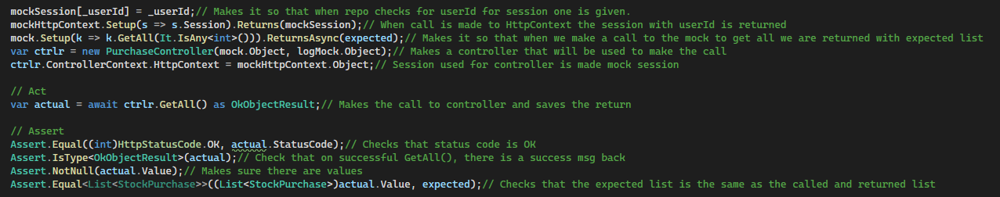 mockSession[_userId] = _userId;// Makes it so that when repo checks for userId for session one is given.
mockHttpContext.Setup(s => s.Session).Returns(mockSession);// When call is made to HttpContext the session with userId is returned
mock.Setup(k => k.GetAll(It.IsAny<int>())).ReturnsAsync(expected);// Makes it so that when we make a call to the mock to get all we are returned with expected list
var ctrlr = new PurchaseController(mock.Object, logMock.Object);// Makes a controller that will be used to make the call
ctrlr.ControllerContext.HttpContext = mockHttpContext.Object;// Session used for controller is made mock session
// Act
var actual = await ctrlr.GetAll() as OkObjectResult;// Makes the call to controller and saves the return
// Assert
Assert.Equal((int)HttpStatusCode.OK, actual.StatusCode);// Checks that status code is OK
Assert.IsType<OkObjectResult>(actual);// Check that on successful GetAll(), there is a success msg back
Assert.NotNull(actual.Value);// Makes sure there are values
Assert.Equal<List<StockPurchase>>((List<StockPurchase>)actual.Value, expected);// Checks that the expected list is the same as the called and returned list